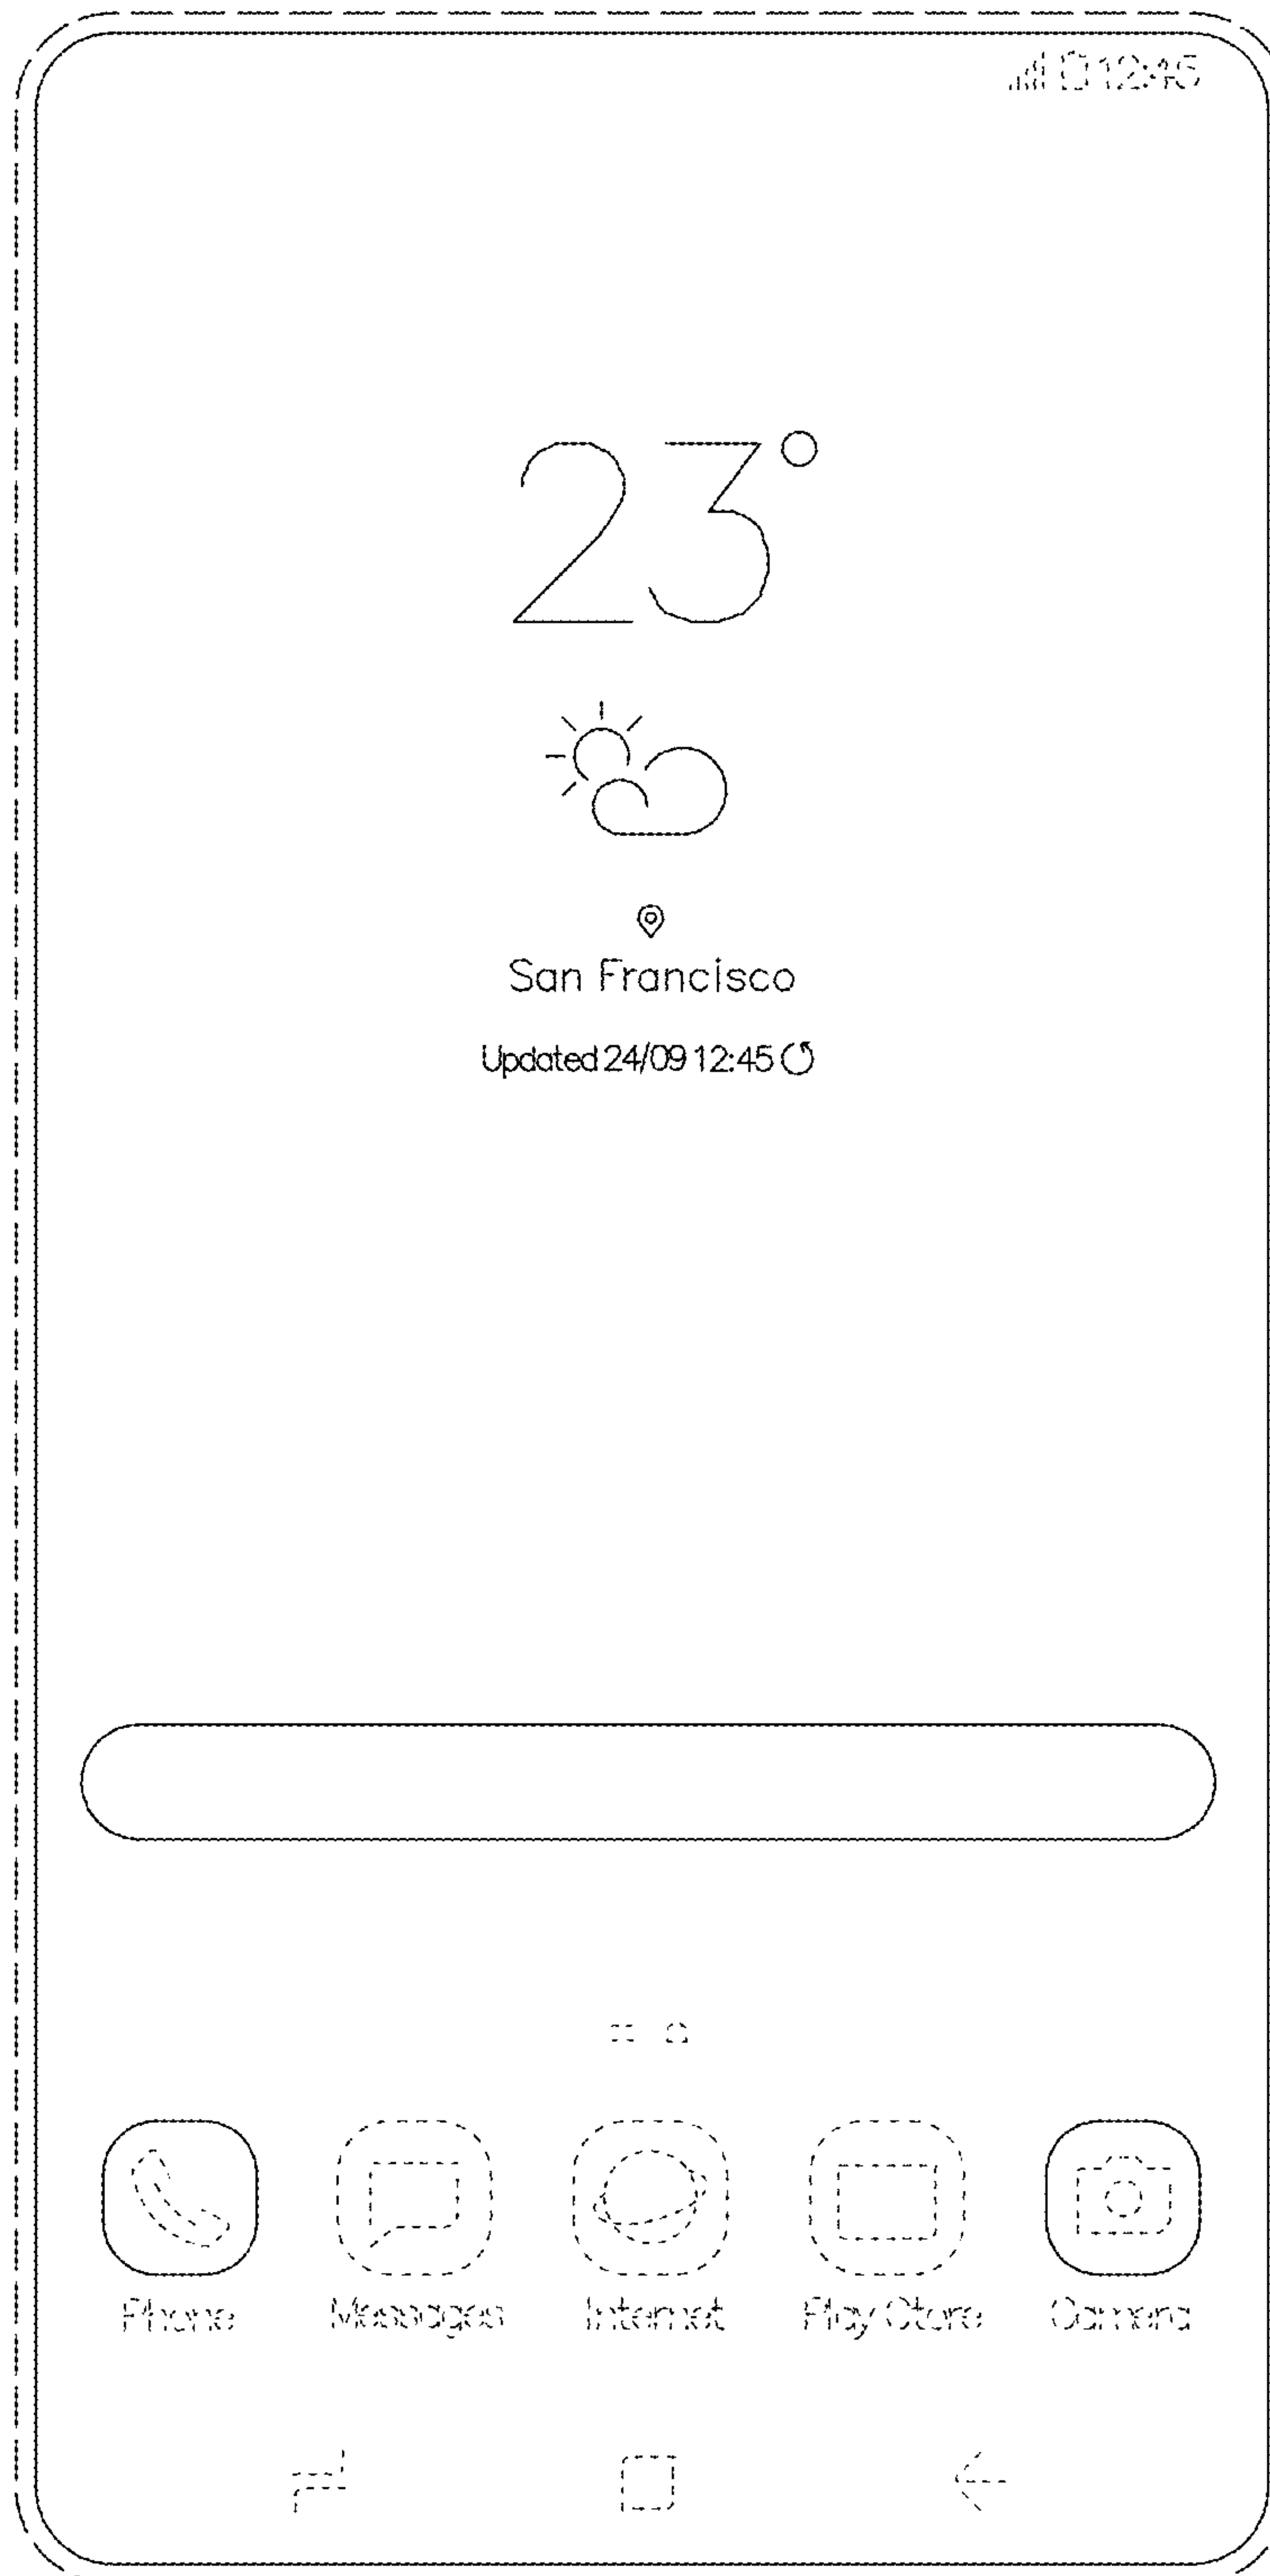 12:45
23°
San Francisco
Updated 24/09 12:45
Phone Messages Internet Play Store Camera